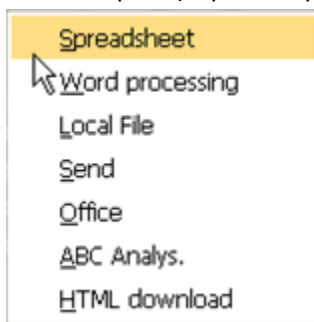 Spreadsheet
Word processing
Local File
Send
Office
ABC Analys.
HTML download